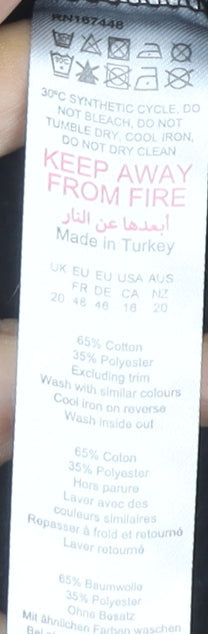 RN167448
30°C SYNTHETIC CYCLE, DO
NOT BLEACH, DO NOT
TUMBLE DRY, COOL IRON,
DO NOT DRY CLEAN
KEEP AWAY
FROM FIRE
أبعدها عن النار
Made in Turkey
UK EU EU USA AUS
FR DE CA NZ
20 48 46 16 20
65% Cotton
35% Polyester
Excluding trim
Wash with similar colours
Cool iron on reverse
Wash inside out
65% Coton
35% Polyester
Hors parure
Laver avec des
couleurs similaires
Repasser à froid et retourné
Laver retourné
65% Baumwolle
35% Polyester
Ohne Besatz
Mit ähnlichen Farben waschen